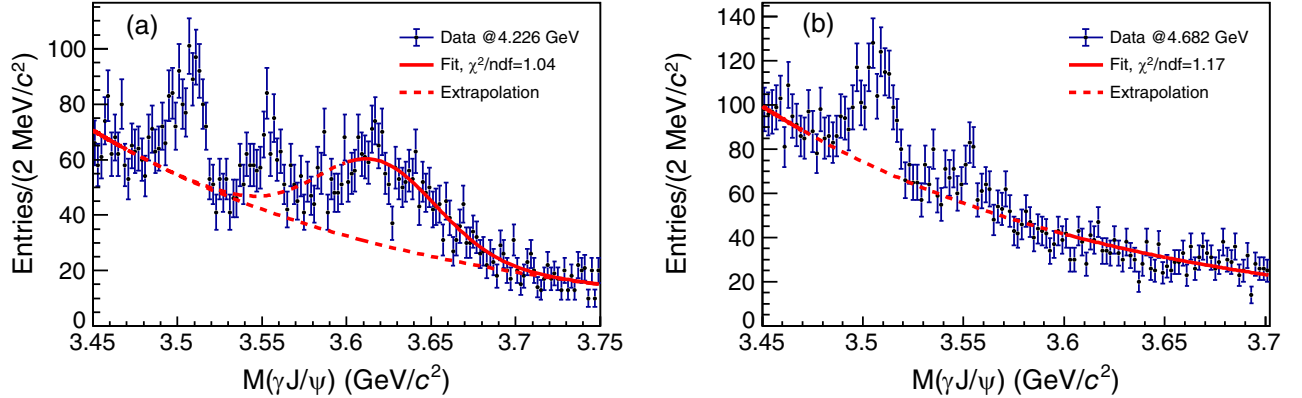 (a)
Data @4.226 GeV
Fit, χ²/ndf=1.04
Extrapolation
Entries/(2 MeV/c²)
100
80
60
40
20
0
3.45 3.5 3.55 3.6 3.65 3.7 3.75
M(γJ/ψ) (GeV/c²)
(b)
Data @4.682 GeV
Fit, χ²/ndf=1.17
Extrapolation
Entries/(2 MeV/c²)
140
120
100
80
60
40
20
0
3.45 3.5 3.55 3.6 3.65 3.7
M(γJ/ψ) (GeV/c²)